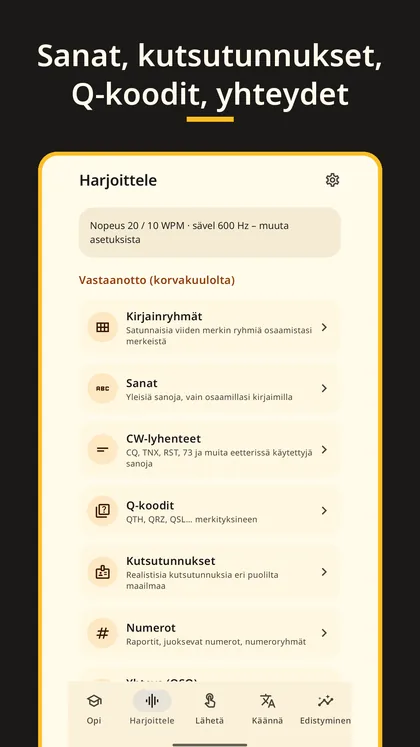 Sanat, kutsutunnukset,
Q-koodit, yhteydet
Harjoittele
Nopeus 20 / 10 WPM · sävel 600 Hz – muuta
asetuksista
Vastaanotto (korvakuulolta)
Kirjainryhmät
Satunnaisia viiden merkin ryhmiä osaamistasi
merkeistä
ABC
Sanat
Yleisiä sanoja, vain osaamillasi kirjaimilla
CW-lyhenteet
CQ, TNX, RST, 73 ja muita eetterissä käytettyjä
sanoja
Q-koodit
QTH, QRZ, QSL… merkityksineen
Kutsutunnukset
Realistisia kutsutunnuksia eri puolilta
maailmaa
Numerot
Raportit, juoksevat numerot, numeroryhmät
Opi
Harjoittele
Lähetä
Käännä
Edistyminen